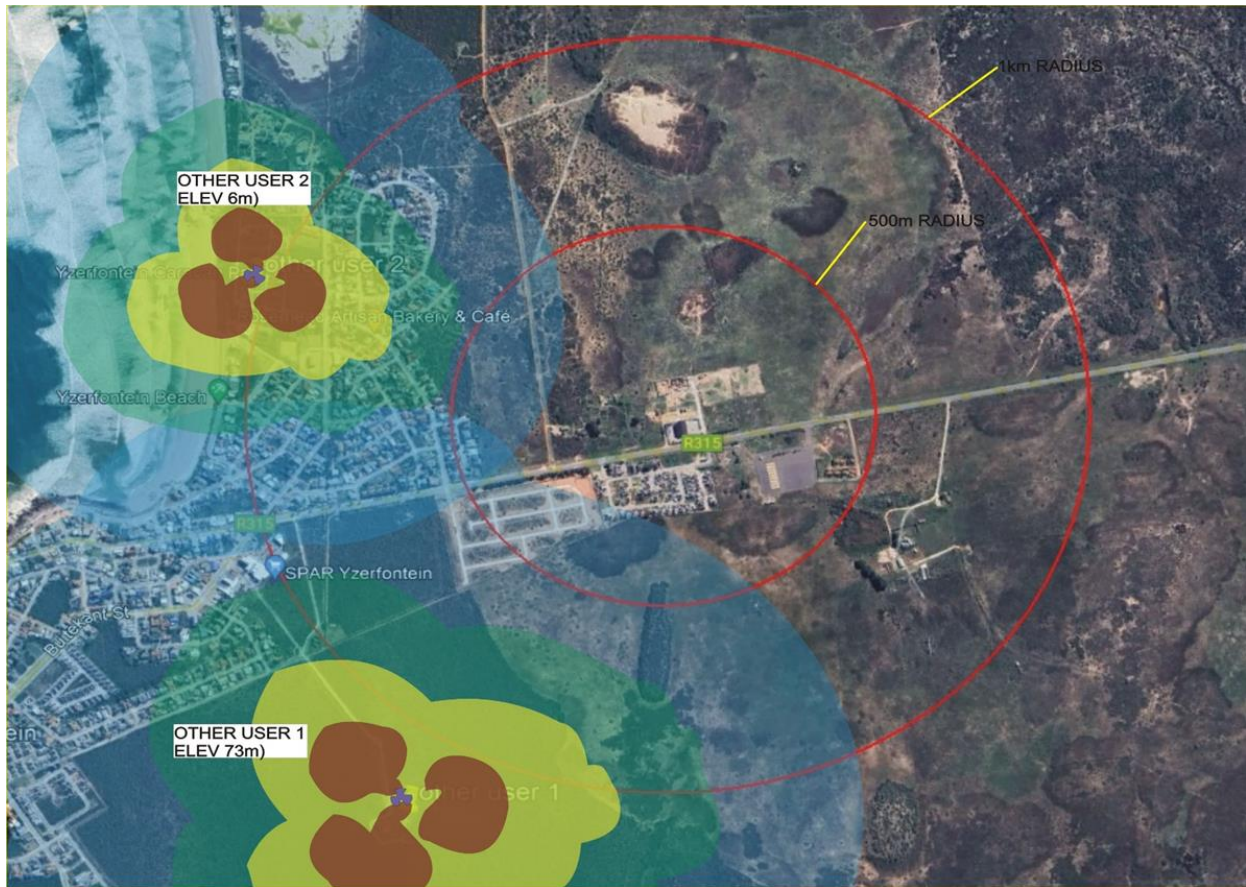 1km RADIUS
OTHER USER 2
ELEV 6m)
500m RADIUS
other user 2
Artisan Bakery & Café
Yzerfontein Beach
R315
R315
SPAR Yzerfontein
Buitekant St
ein
OTHER USER 1
ELEV 73m)
other user 1